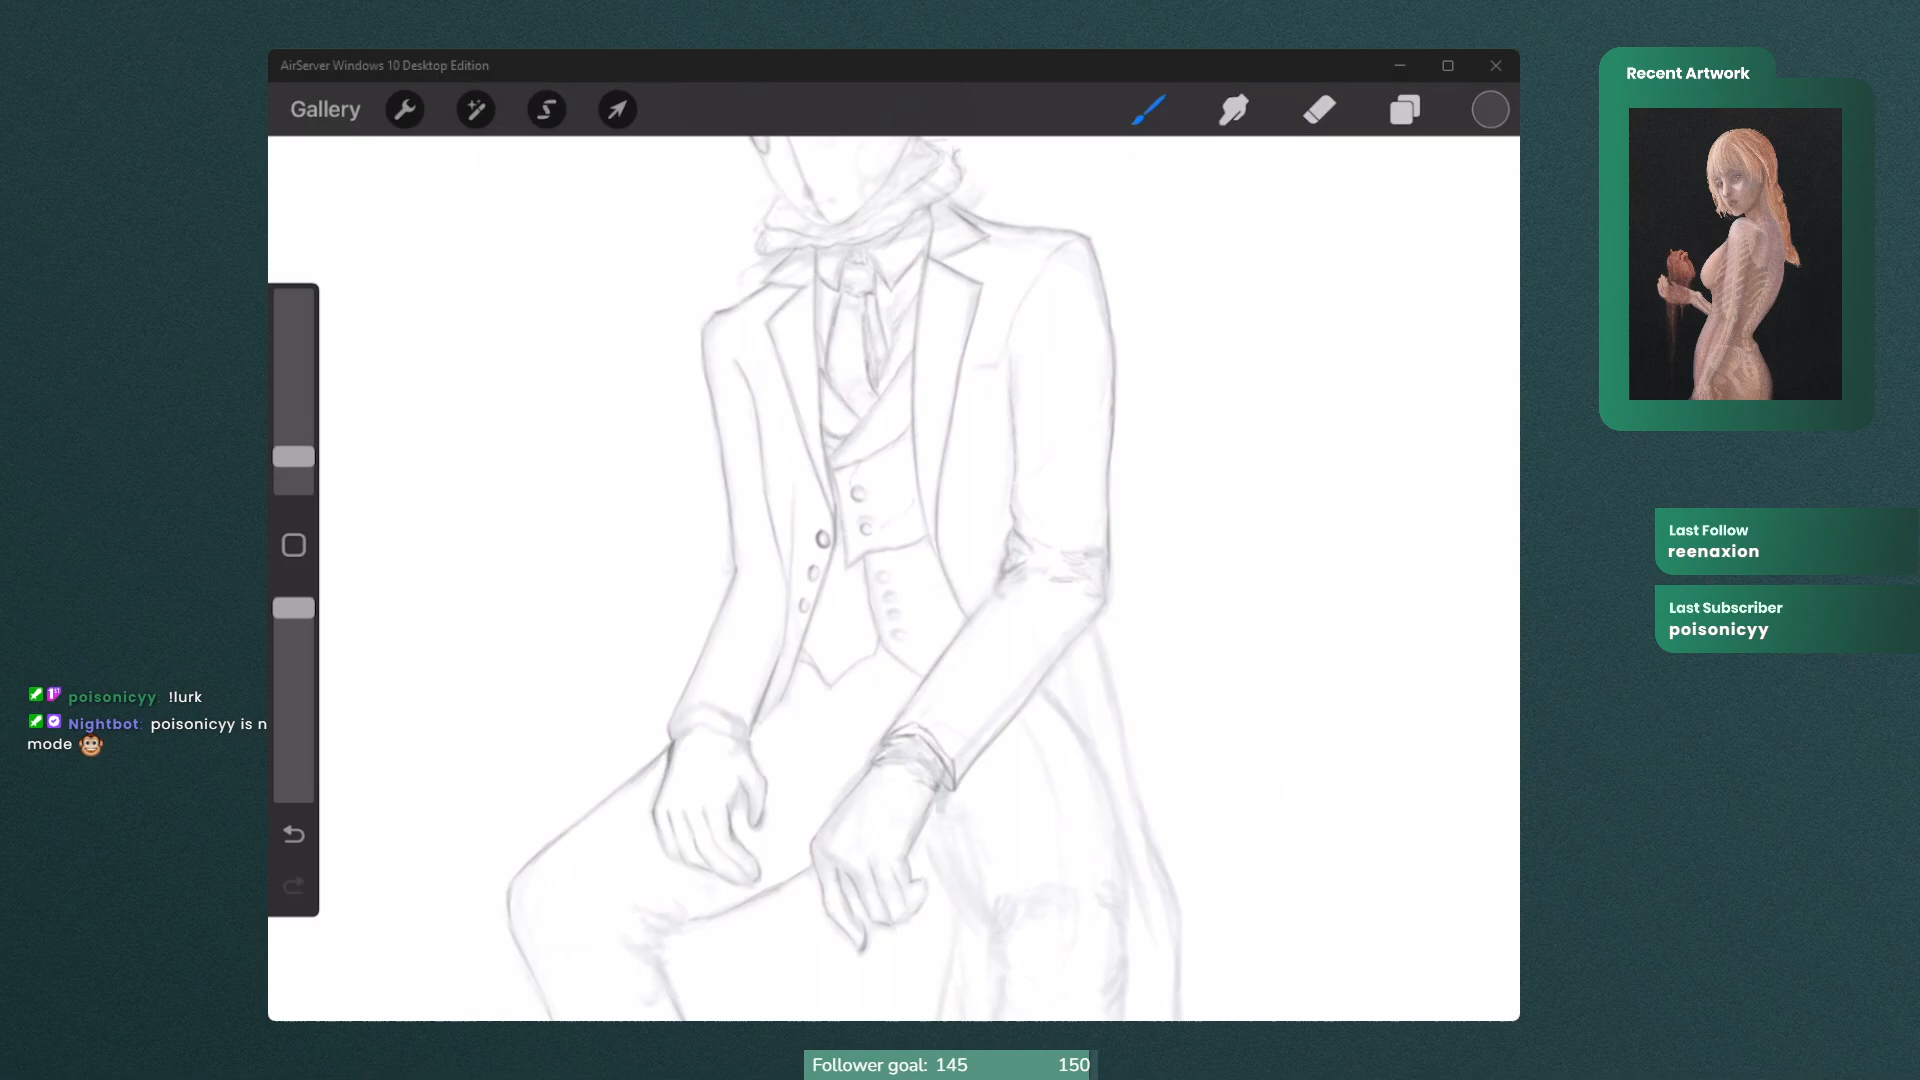 AirServer Windows 10 Desktop Edition
Gallery
Recent Artwork
Last Follow
reenaxion
Last Subscriber
poisonicyy
poisonicyy: !lurk
Nightbot: poisonicyy is n
mode
Follower goal: 145 150